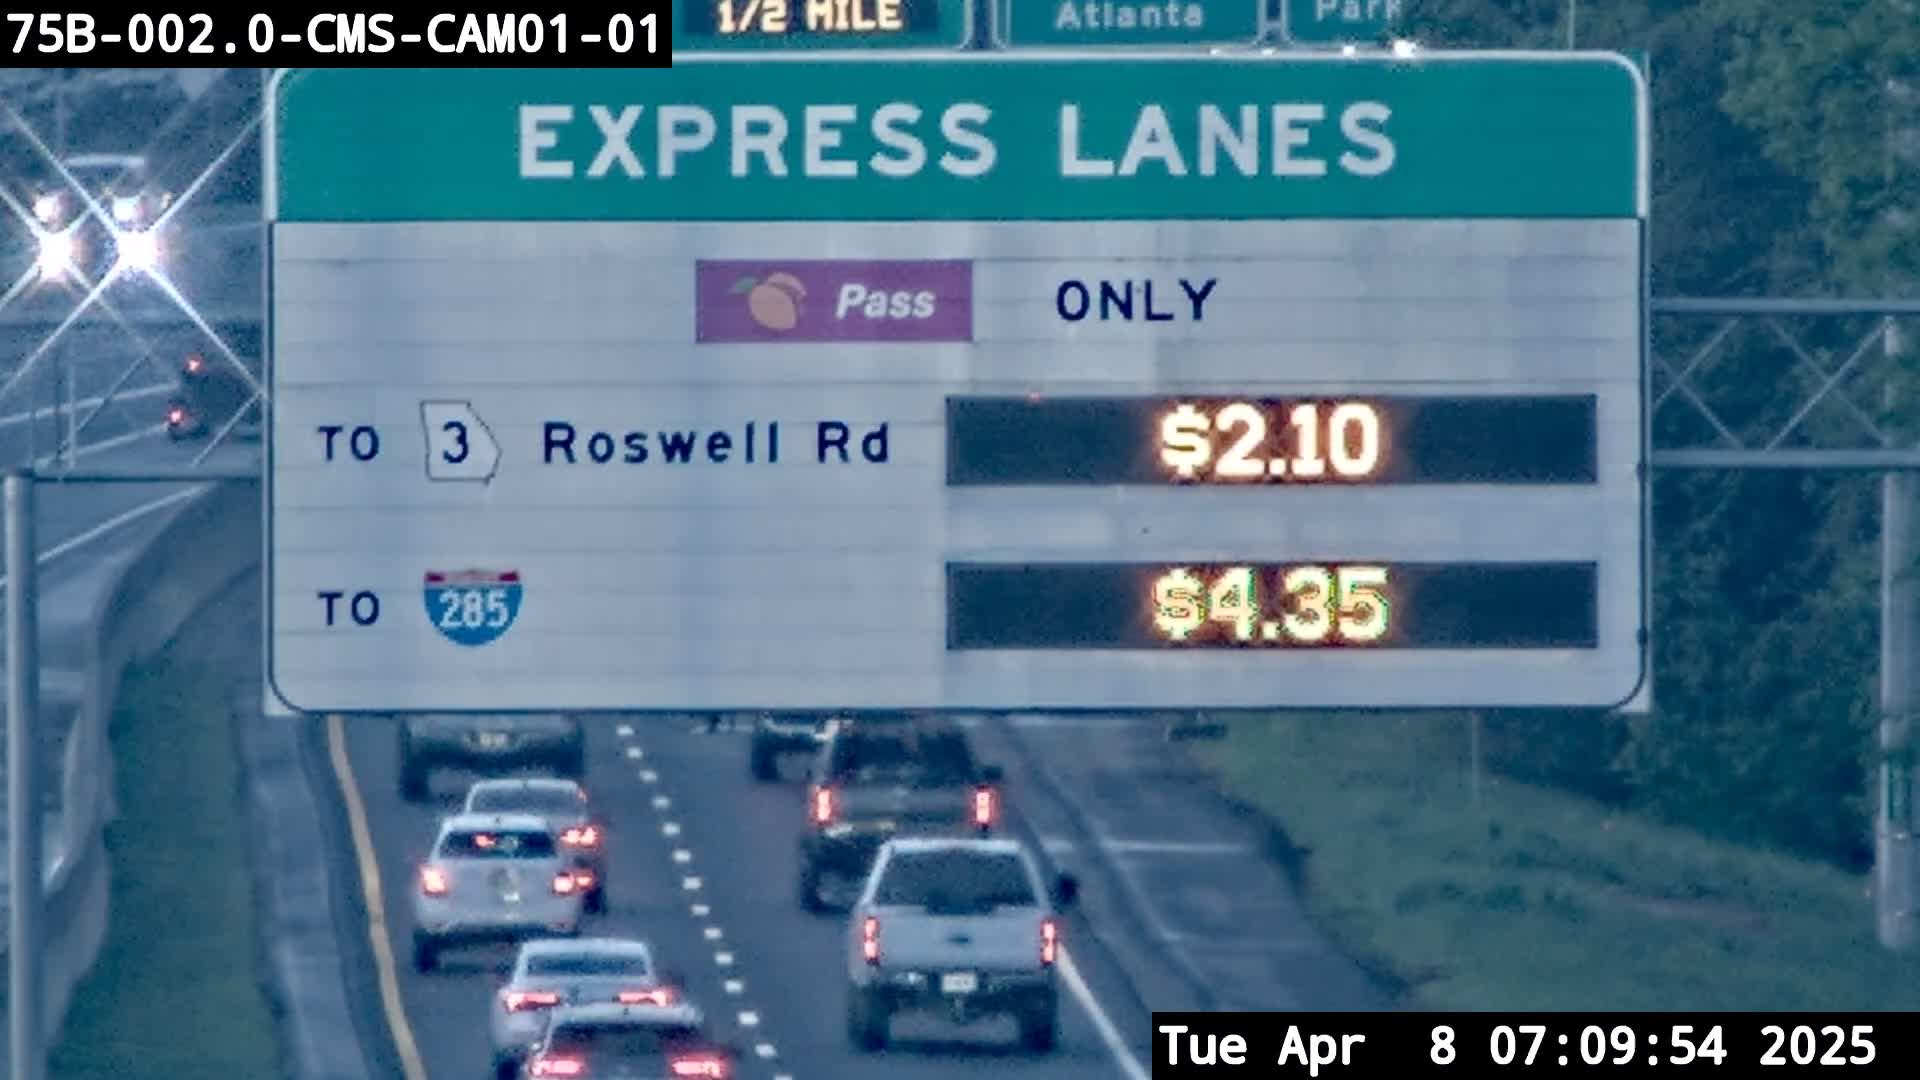 75B-002.0-CMS-CAM01-01
1/2 MILE
Atlanta
Park
EXPRESS LANES
Pass ONLY
TO 3 Roswell Rd $2.10
TO 285 $4.35
Tue Apr 8 07:09:54 2025